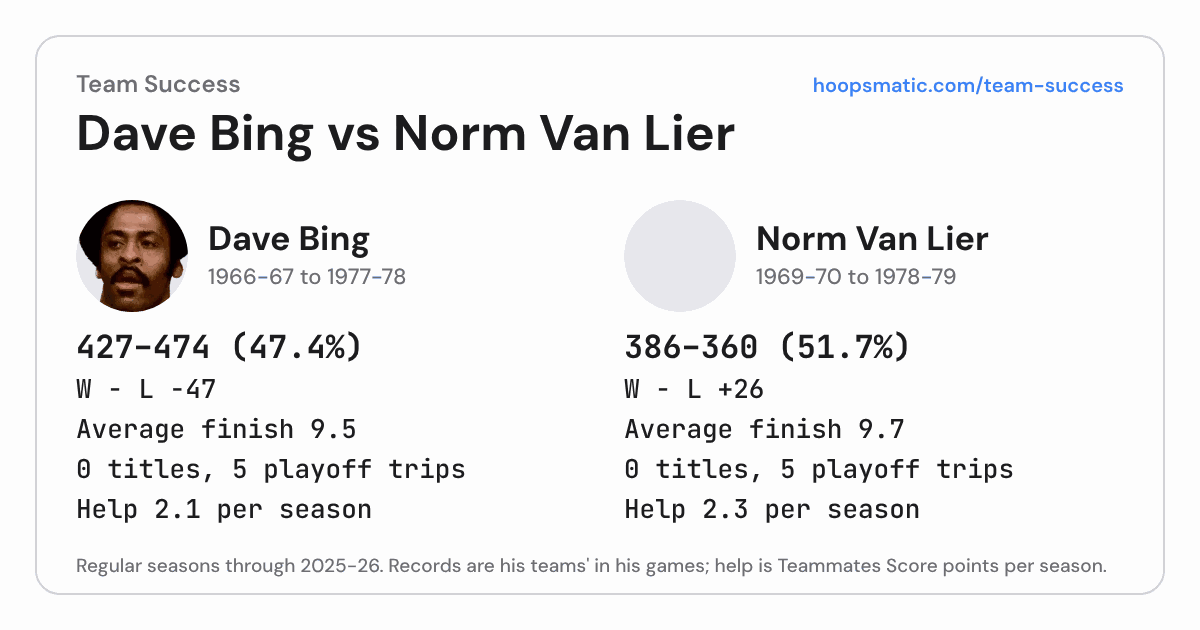 Team Success
hoopsmatic.com/team-success
Dave Bing vs Norm Van Lier
Dave Bing
1966–67 to 1977–78
Norm Van Lier
1969–70 to 1978–79
427–474 (47.4%)
W - L -47
Average finish 9.5
0 titles, 5 playoff trips
Help 2.1 per season
386–360 (51.7%)
W - L +26
Average finish 9.7
0 titles, 5 playoff trips
Help 2.3 per season
Regular seasons through 2025-26. Records are his teams' in his games; help is Teammates Score points per season.